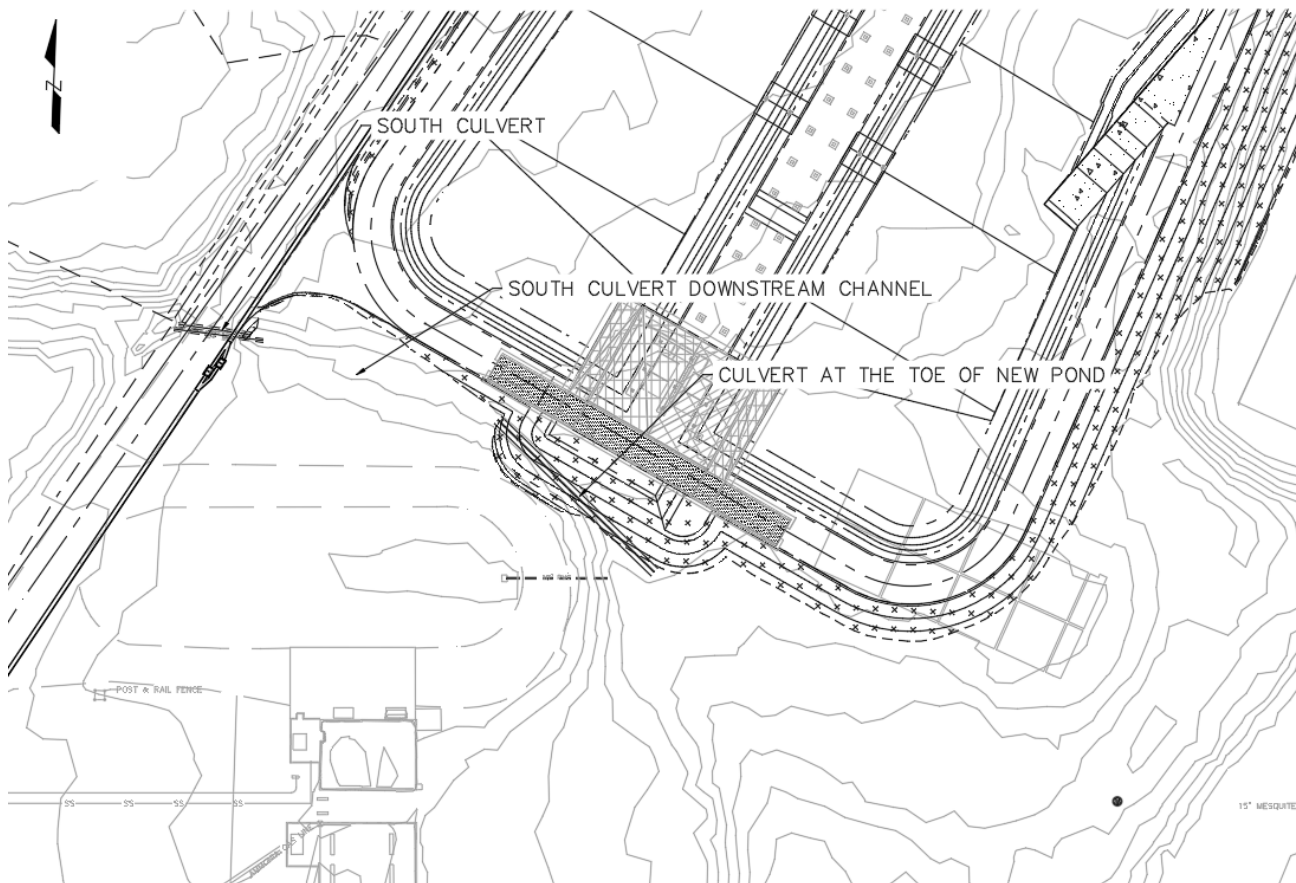 N
SOUTH CULVERT
SOUTH CULVERT DOWNSTREAM CHANNEL
CULVERT AT THE TOE OF NEW POND
POST & RAIL FENCE
SS SS SS SS
15" MESQUITE